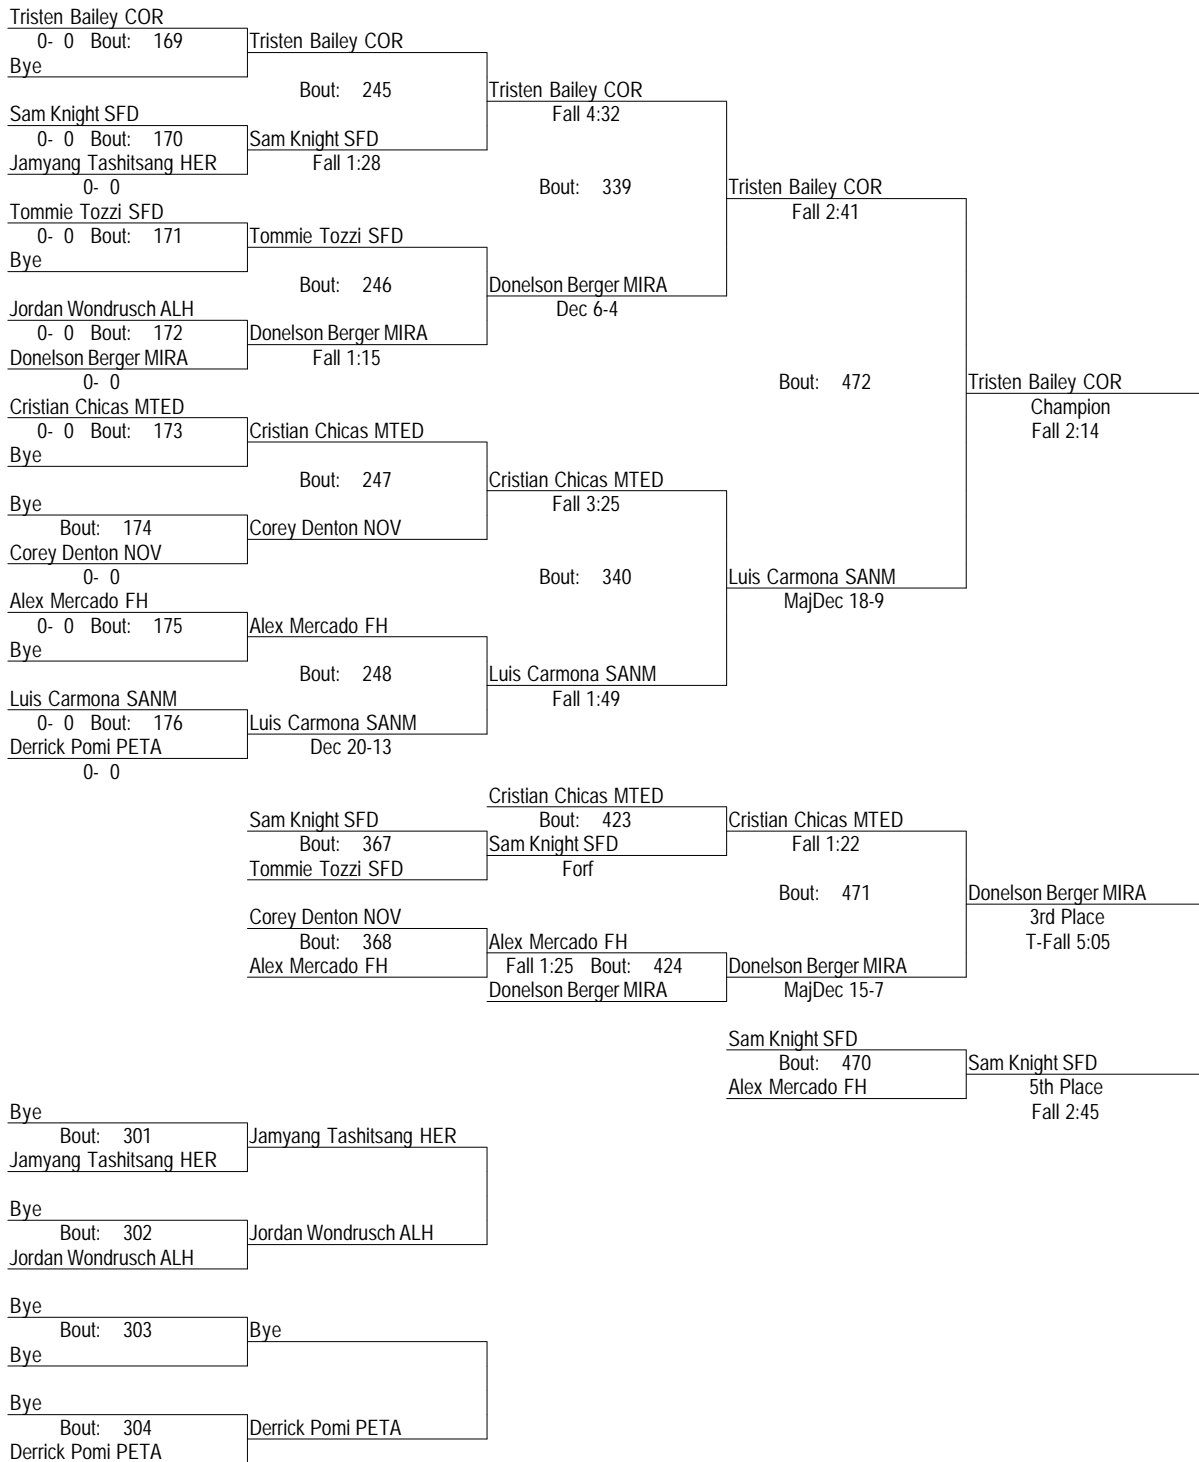 Tristen Bailey COR
0- 0 Bout: 169
Tristen Bailey COR
Bye
Bout: 245
Tristen Bailey COR
Sam Knight SFD
Fall 4:32
0- 0 Bout: 170
Sam Knight SFD
Jamyang Tashitsang HER
Fall 1:28
0- 0
Bout: 339
Tristen Bailey COR
Tommie Tozzi SFD
Fall 2:41
0- 0 Bout: 171
Tommie Tozzi SFD
Bye
Bout: 246
Donelson Berger MIRA
Jordan Wondrusch ALH
Dec 6-4
0- 0 Bout: 172
Donelson Berger MIRA
Donelson Berger MIRA
Fall 1:15
0- 0
Bout: 472
Tristen Bailey COR
Cristian Chicas MTED
Champion
0- 0 Bout: 173
Cristian Chicas MTED
Fall 2:14
Bye
Bout: 247
Cristian Chicas MTED
Bye
Fall 3:25
Bout: 174
Corey Denton NOV
Corey Denton NOV
0- 0
Bout: 340
Luis Carmona SANM
Alex Mercado FH
MajDec 18-9
0- 0 Bout: 175
Alex Mercado FH
Bye
Bout: 248
Luis Carmona SANM
Luis Carmona SANM
Fall 1:49
0- 0 Bout: 176
Luis Carmona SANM
Derrick Pomi PETA
Dec 20-13
0- 0
Cristian Chicas MTED
Sam Knight SFD
Bout: 423
Cristian Chicas MTED
Bout: 367
Sam Knight SFD
Fall 1:22
Tommie Tozzi SFD
Forf
Bout: 471
Donelson Berger MIRA
Corey Denton NOV
3rd Place
Bout: 368
Alex Mercado FH
T-Fall 5:05
Alex Mercado FH
Fall 1:25 Bout: 424
Donelson Berger MIRA
Donelson Berger MIRA
MajDec 15-7
Sam Knight SFD
Bout: 470
Sam Knight SFD
Alex Mercado FH
5th Place
Fall 2:45
Bye
Bout: 301
Jamyang Tashitsang HER
Jamyang Tashitsang HER
Bye
Bout: 302
Jordan Wondrusch ALH
Jordan Wondrusch ALH
Bye
Bout: 303
Bye
Bye
Bye
Bout: 304
Derrick Pomi PETA
Derrick Pomi PETA